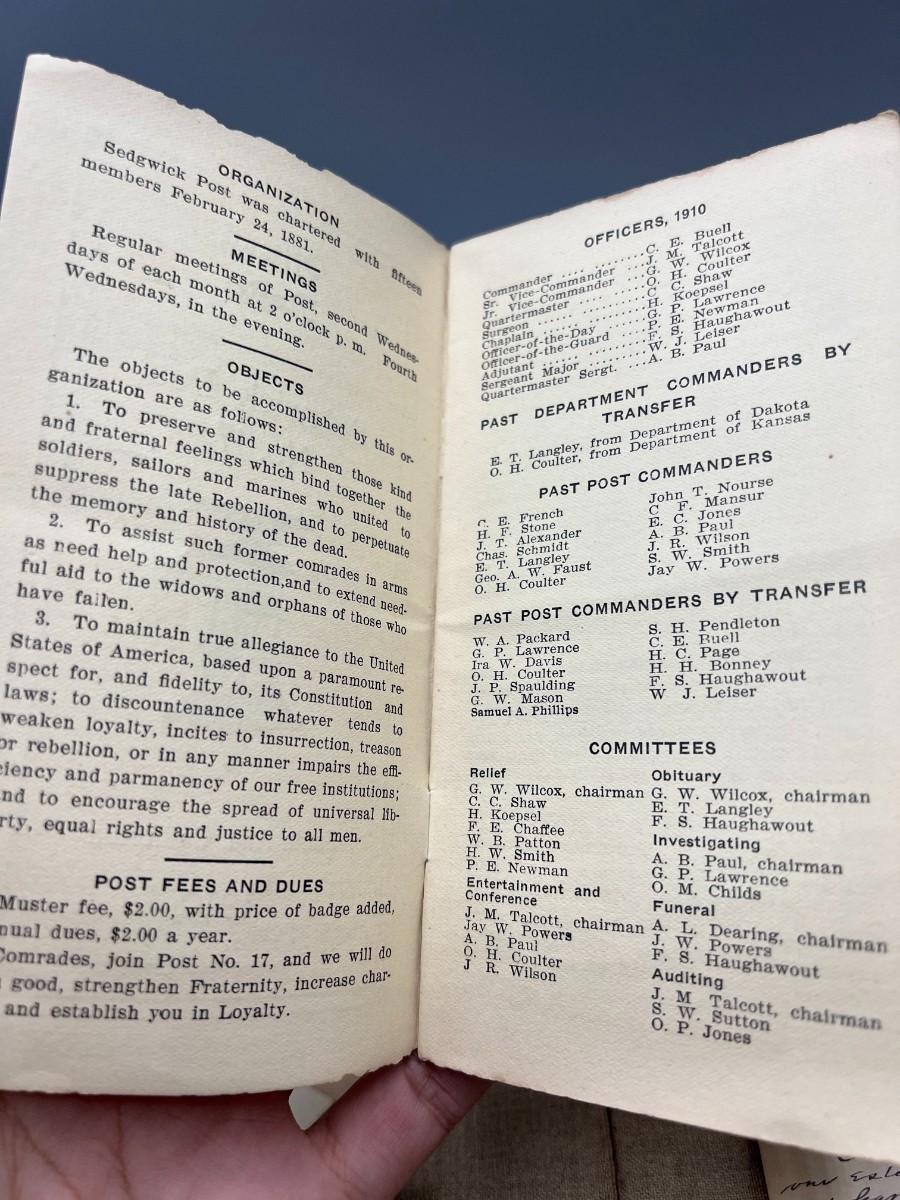 ORGANIZATION
Sedgwick Post was chartered with fifteen
members February 24, 1881.
MEETINGS
Regular meetings of Post, second Wednes-
days of each month at 2 o'clock p. m. Fourth
Wednesdays, in the evening.
OBJECTS
The objects to be accomplished by this or-
ganization are as follows:
1. To preserve and strengthen those kind
and fraternal feelings which bind together the
soldiers, sailors and marines who united to
suppress the late Rebellion, and to perpetuate
the memory and history of the dead.
2. To assist such former comrades in arms
as need help and protection,and to extend need-
ful aid to the widows and orphans of those who
have fallen.
3. To maintain true allegiance to the United
States of America, based upon a paramount re-
spect for, and fidelity to, its Constitution and
laws; to discountenance whatever tends to
weaken loyalty, incites to insurrection, treason
or rebellion, or in any manner impairs the effi-
ciency and parmanency of our free institutions;
nd to encourage the spread of universal lib-
rty, equal rights and justice to all men.
POST FEES AND DUES
Muster fee, $2.00, with price of badge added,
nual dues, $2.00 a year.
Comrades, join Post No. 17, and we will do
good, strengthen Fraternity, increase char-
and establish you in Loyalty.
OFFICERS, 1910
Commander .... ........C. E. Buell
Sr. Vice-Commander ...J. M. Talcott
Jr. Vice-Commander ...G. W. Wilcox
Quartermaster ... ......O. H. Coulter
Surgeon .... ..........C. C. Shaw
Chaplain .... .........H. Koepsel
Officer-of-the-Day ....G. P. Lawrence
Officer-of-the-Guard ...P. E. Newman
Adjutant ..... ........F. S. Haughawout
Sergeant Major ........W. J. Leiser
Quartermaster Sergt. ...A. B. Paul
PAST DEPARTMENT COMMANDERS BY
TRANSFER
E. T. Langley, from Department of Dakota
O. H. Coulter, from Department of Kansas
PAST POST COMMANDERS
C. E. French
H. F. Stone
J. T. Alexander
Chas. Schmidt
E. T. Langley
Geo. A. W. Faust
O. H. Coulter
John T. Nourse
C F. Mansur
E. C. Jones
A. B. Paul
J. R. Wilson
S. W. Smith
Jay W. Powers
PAST POST COMMANDERS BY TRANSFER
W. A. Packard
G. P. Lawrence
Ira W. Davis
O. H. Coulter
J. P. Spaulding
G. W. Mason
Samuel A. Phillips
S. H. Pendleton
C. E. Buell
H. C. Page
H. H. Bonney
F. S. Haughawout
W J. Leiser
COMMITTEES
Relief
G. W. Wilcox, chairman
C. C. Shaw
H. Koepsel
F. E. Chaffee
W. B. Patton
H. W. Smith
P. E. Newman
Entertainment and
Conference
J. M. Talcott, chairman
Jay W. Powers
A. B. Paul
O. H. Coulter
J R. Wilson
Obituary
G. W. Wilcox, chairman
E. T. Langley
F. S. Haughawout
Investigating
A. B. Paul, chairman
G. P. Lawrence
O. M. Childs
Funeral
A. L. Dearing, chairman
J. W. Powers
F. S. Haughawout
Auditing
J. M Talcott, chairman
S. W. Sutton
O. P. Jones